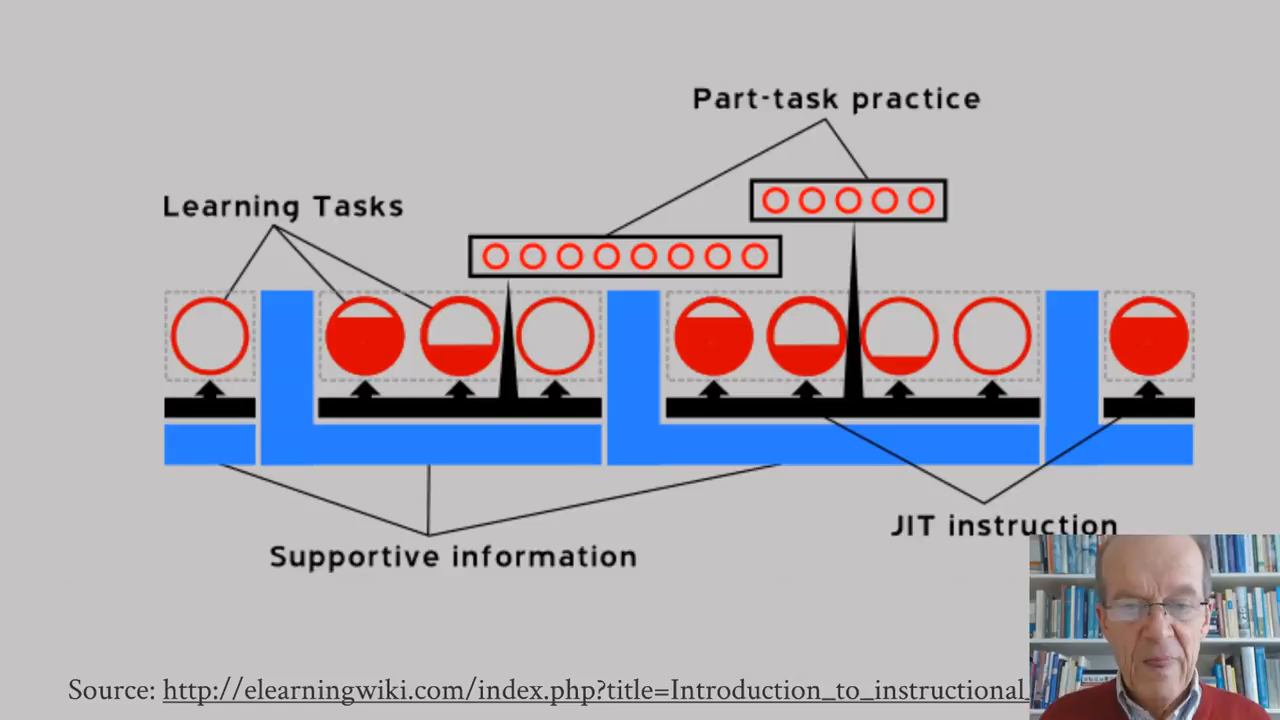 Part-task practice
Learning Tasks
JIT instruction
Supportive information
Source: http://elearningwiki.com/index.php?title=Introduction_to_instructional_